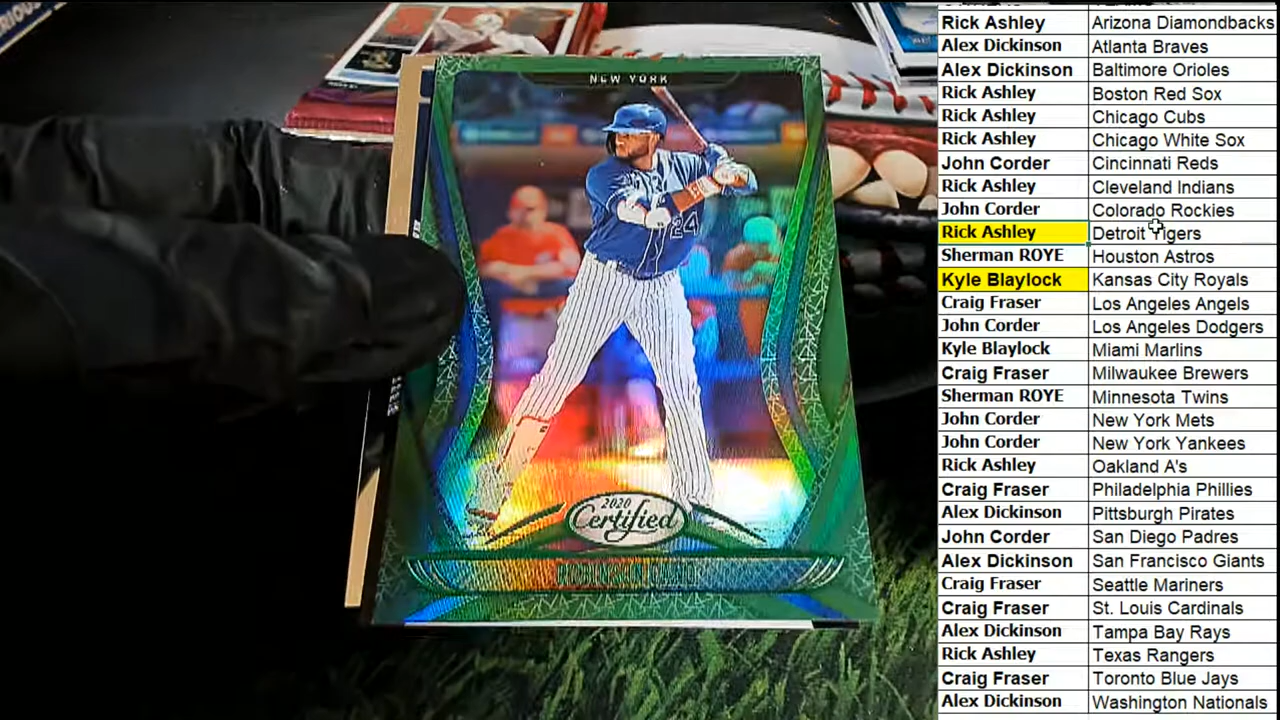 NEW YORK
24
2020
Certified
ROBINSON CANO
Rick Ashley Arizona Diamondbacks
Alex Dickinson Atlanta Braves
Alex Dickinson Baltimore Orioles
Rick Ashley Boston Red Sox
Rick Ashley Chicago Cubs
Rick Ashley Chicago White Sox
John Corder Cincinnati Reds
Rick Ashley Cleveland Indians
John Corder Colorado Rockies
Rick Ashley Detroit Tigers
Sherman ROYE Houston Astros
Kyle Blaylock Kansas City Royals
Craig Fraser Los Angeles Angels
John Corder Los Angeles Dodgers
Kyle Blaylock Miami Marlins
Craig Fraser Milwaukee Brewers
Sherman ROYE Minnesota Twins
John Corder New York Mets
John Corder New York Yankees
Rick Ashley Oakland A's
Craig Fraser Philadelphia Phillies
Alex Dickinson Pittsburgh Pirates
John Corder San Diego Padres
Alex Dickinson San Francisco Giants
Craig Fraser Seattle Mariners
Craig Fraser St. Louis Cardinals
Alex Dickinson Tampa Bay Rays
Rick Ashley Texas Rangers
Craig Fraser Toronto Blue Jays
Alex Dickinson Washington Nationals